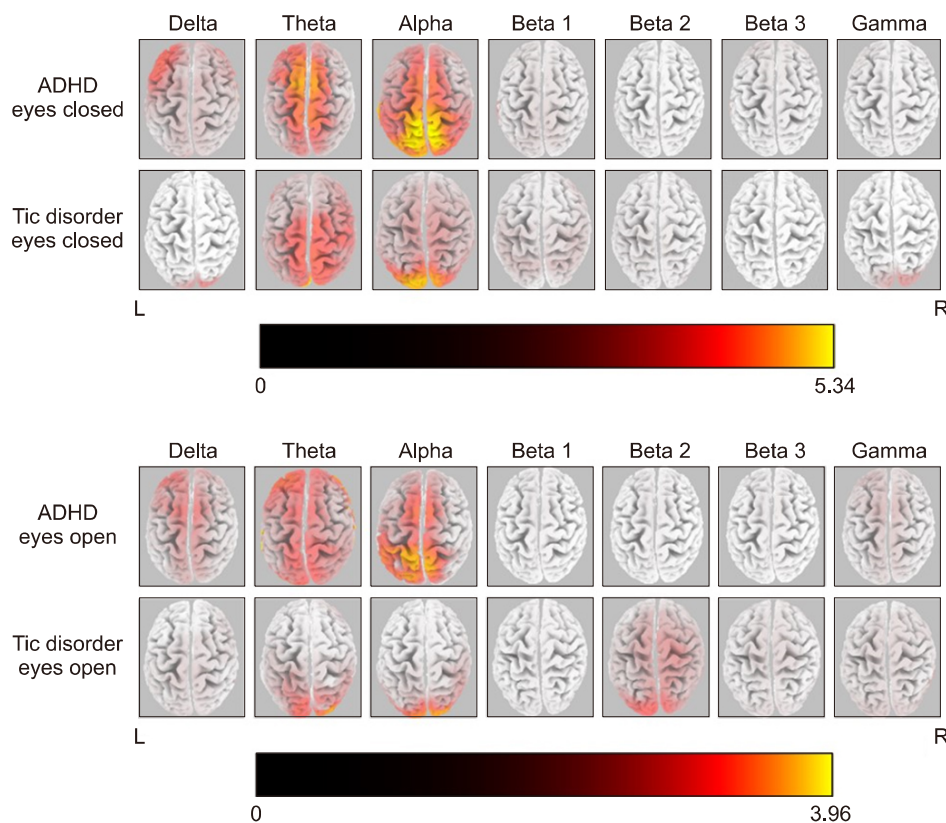 Delta Theta Alpha Beta 1 Beta 2 Beta 3 Gamma
ADHD
eyes closed
Tic disorder
eyes closed
L R
0 5.34
Delta Theta Alpha Beta 1 Beta 2 Beta 3 Gamma
ADHD
eyes open
Tic disorder
eyes open
L R
0 3.96